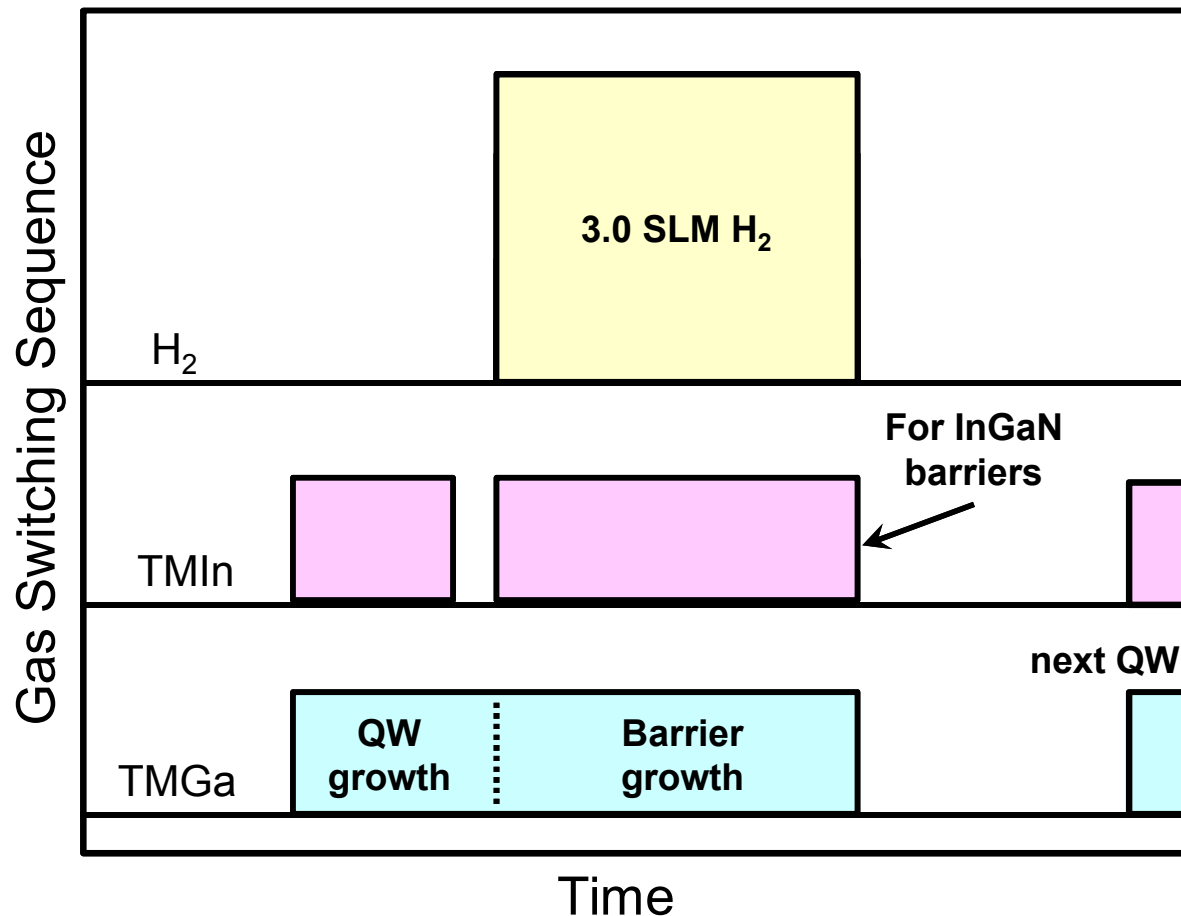 Gas Switching Sequence
3.0 SLM H₂
H₂
For InGaN
barriers
TMIn
next QW
QW
growth
Barrier
growth
TMGa
Time